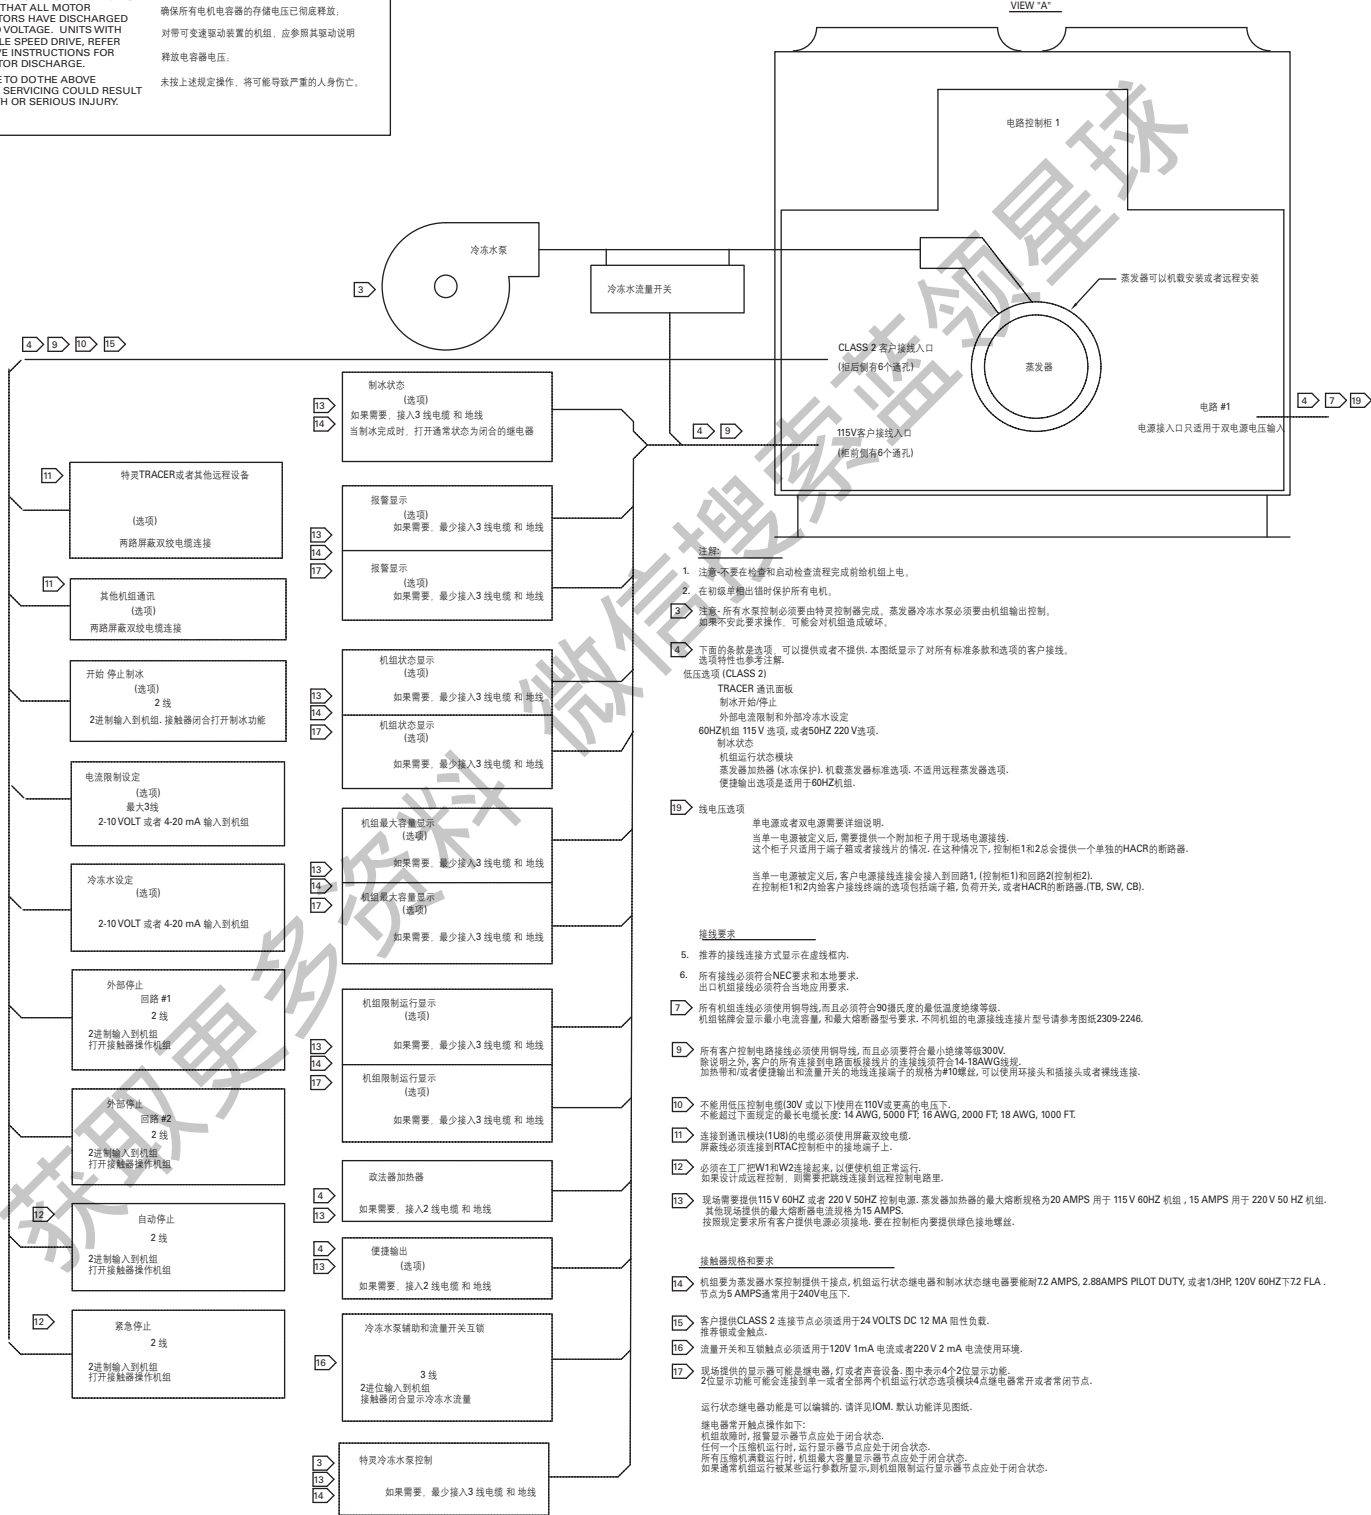 THAT ALL MOTOR
TORS HAVE DISCHARGED
VOLTAGE. UNITS WITH
LE SPEED DRIVE, REFER
VE INSTRUCTIONS FOR
TOR DISCHARGE.
E TO DO THE ABOVE
SERVICING COULD RESULT
H OR SERIOUS INJURY.
确保所有电机电容器的存储电压已彻底释放;
对带可变速驱动装置的机组, 应参照其驱动说明
释放电容器电压;
未按上述规定操作, 将可能导致严重的人身伤亡。
VIEW "A"
电路控制柜 1
冷冻水泵
3
冷冻水流量开关
蒸发器可以机载安装或者远程安装
CLASS 2 客户接线入口
(柜后侧有6个通孔)
蒸发器
电路 #1
电源接入口只适用于双电源电压输入
4 7 19
115V客户接线入口
(柜前侧有6个通孔)
4 9
4 9 10 15
11
特灵TRACER或者其他远程设备
(选项)
两路屏蔽双绞电缆连接
11
其他机组通讯
(选项)
两路屏蔽双绞电缆连接
开始 停止制冰
(选项)
2 线
2进制输入到机组. 接触器闭合打开制冰功能
电流限制设定
(选项)
最大3线
2-10 VOLT 或者 4-20 mA 输入到机组
冷冻水设定
(选项)
2-10 VOLT 或者 4-20 mA 输入到机组
外部停止
回路 #1
2 线
2进制输入到机组
打开接触器操作机组
外部停止
回路 #2
2 线
2进制输入到机组
打开接触器操作机组
12
自动停止
2 线
2进制输入到机组
打开接触器操作机组
12
紧急停止
2 线
2进制输入到机组
打开接触器操作机组
13
14
制冰状态
(选项)
如果需要, 接入3 线电缆 和 地线
当制冰完成时, 打开通常状态为闭合的继电器
报警显示
(选项)
如果需要, 最少接入3 线电缆 和 地线
13
14
17
报警显示
(选项)
如果需要, 最少接入3 线电缆 和 地线
机组状态显示
(选项)
如果需要, 最少接入3 线电缆 和 地线
13
14
17
机组状态显示
(选项)
如果需要, 最少接入3 线电缆 和 地线
机组最大容量显示
(选项)
如果需要, 最少接入3 线电缆 和 地线
13
14
17
机组最大容量显示
(选项)
如果需要, 最少接入3 线电缆 和 地线
机组限制运行显示
(选项)
如果需要, 最少接入3 线电缆 和 地线
13
14
17
机组限制运行显示
(选项)
如果需要, 最少接入3 线电缆 和 地线
4
13
政法器加热器
如果需要, 接入2 线电缆 和 地线
4
13
便捷输出
(选项)
如果需要, 接入2 线电缆 和 地线
16
冷冻水泵辅助和流量开关互锁
3 线
2进位输入到机组
接触器闭合显示冷冻水流量
3
13
14
特灵冷冻水泵控制
如果需要, 最少接入3 线电缆 和 地线
注解:
1. 注意-不要在检查和启动检查流程完成前给机组上电。
2. 在初级单相出错时保护所有电机。
3 注意- 所有水泵控制必须要由特灵控制器完成, 蒸发器冷冻水泵必须要由机组输出控制。
如果不安此要求操作, 可能会对机组造成破坏。
4 下面的条款是选项, 可以提供或者不提供. 本图纸显示了对所有标准条款和选项的客户接线。
选项特性也参考注解.
低压选项 (CLASS 2)
TRACER 通讯面板
制冰开始/停止
外部电流限制和外部冷冻水设定
60HZ机组 115 V 选项, 或者50HZ 220 V选项.
制冰状态
机组运行状态模块
蒸发器加热器 (冰冻保护). 机载蒸发器标准选项. 不适用远程蒸发器选项.
便捷输出选项是适用于60HZ机组.
19 线电压选项
单电源或者双电源需要详细说明.
当单一电源被定义后, 需要提供一个附加柜子用于现场电源接线.
这个柜子只适用于端子箱或者接线片的情况. 在这种情况下, 控制柜1和2总会提供一个单独的HACR的断路器.
当单一电源被定义后, 客户电源接线连接会接入到回路1, (控制柜1)和回路2(控制柜2).
在控制柜1和2内给客户接线终端的选项包括端子箱, 负荷开关, 或者HACR的断路器.(TB, SW, CB).
接线要求
5. 推荐的接线连接方式显示在虚线框内.
6. 所有接线必须符合NEC要求和本地要求.
出口机组接线必须符合当地应用要求.
7 所有机组连线必须使用铜导线,而且必须符合90摄氏度的最低温度绝缘等级.
机组铭牌会显示最小电流容量, 和最大熔断器型号要求. 不同机组的电源接线连接片型号请参考图纸2309-2246.
9 所有客户控制电路接线必须使用铜导线, 而且必须要符合最小绝缘等级300V.
除说明之外, 客户的所有连接到电路面板接线片的连接线须符合14-18AWG线规.
加热带和/或者便捷输出和流量开关的地线连接端子的规格为#10螺丝, 可以使用环接头和插接头或者裸线连接.
10 不能用低压控制电缆(30V 或以下)使用在110V或更高的电压下.
不能超过下面规定的最长电缆长度: 14 AWG, 5000 FT; 16 AWG, 2000 FT; 18 AWG, 1000 FT.
11 连接到通讯模块(1U8)的电缆必须使用屏蔽双绞电缆.
屏蔽线必须连接到RTAC控制柜中的接地端子上.
12 必须在工厂把W1和W2连接起来, 以便使机组正常运行.
如果设计成远程控制, 则需要把跳线连接到远程控制电路里.
13 现场需要提供115 V 60HZ 或者 220 V 50HZ 控制电源. 蒸发器加热器的最大熔断规格为20 AMPS 用于 115 V 60HZ 机组 , 15 AMPS 用于 220 V 50 HZ 机组.
其他现场提供的最大熔断器电流规格为15 AMPS.
按照规定要求所有客户提供电源必须接地. 要在控制柜内要提供绿色接地螺丝.
接触器规格和要求
14 机组要为蒸发器水泵控制提供干接点, 机组运行状态继电器和制冰状态继电器要能耐7.2 AMPS, 2.88AMPS PILOT DUTY, 或者1/3HP, 120V 60HZ下7.2 FLA .
节点为5 AMPS通常用于240V电压下.
15 客户提供CLASS 2 连接节点必须适用于24 VOLTS DC 12 MA 阻性负载.
推荐银或金触点.
16 流量开关和互锁触点必须适用于120V 1mA 电流或者220 V 2 mA 电流使用环境.
17 现场提供的显示器可能是继电器, 灯或者声音设备. 图中表示4个2位显示功能.
2位显示功能可能会连接到单一或者全部两个机组运行状态选项模块4点继电器常开或者常闭节点.
运行状态继电器功能是可以编辑的. 请详见IOM. 默认功能详见图纸.
继电器常开触点操作如下:
机组故障时, 报警显示器节点应处于闭合状态.
任何一个压缩机运行时, 运行显示器节点应处于闭合状态.
所有压缩机满载运行时, 机组最大容量显示器节点应处于闭合状态.
如果通常机组运行被某些运行参数所显示,则机组限制运行显示器节点应处于闭合状态.
获取更多资料 微信搜索蓝领星球